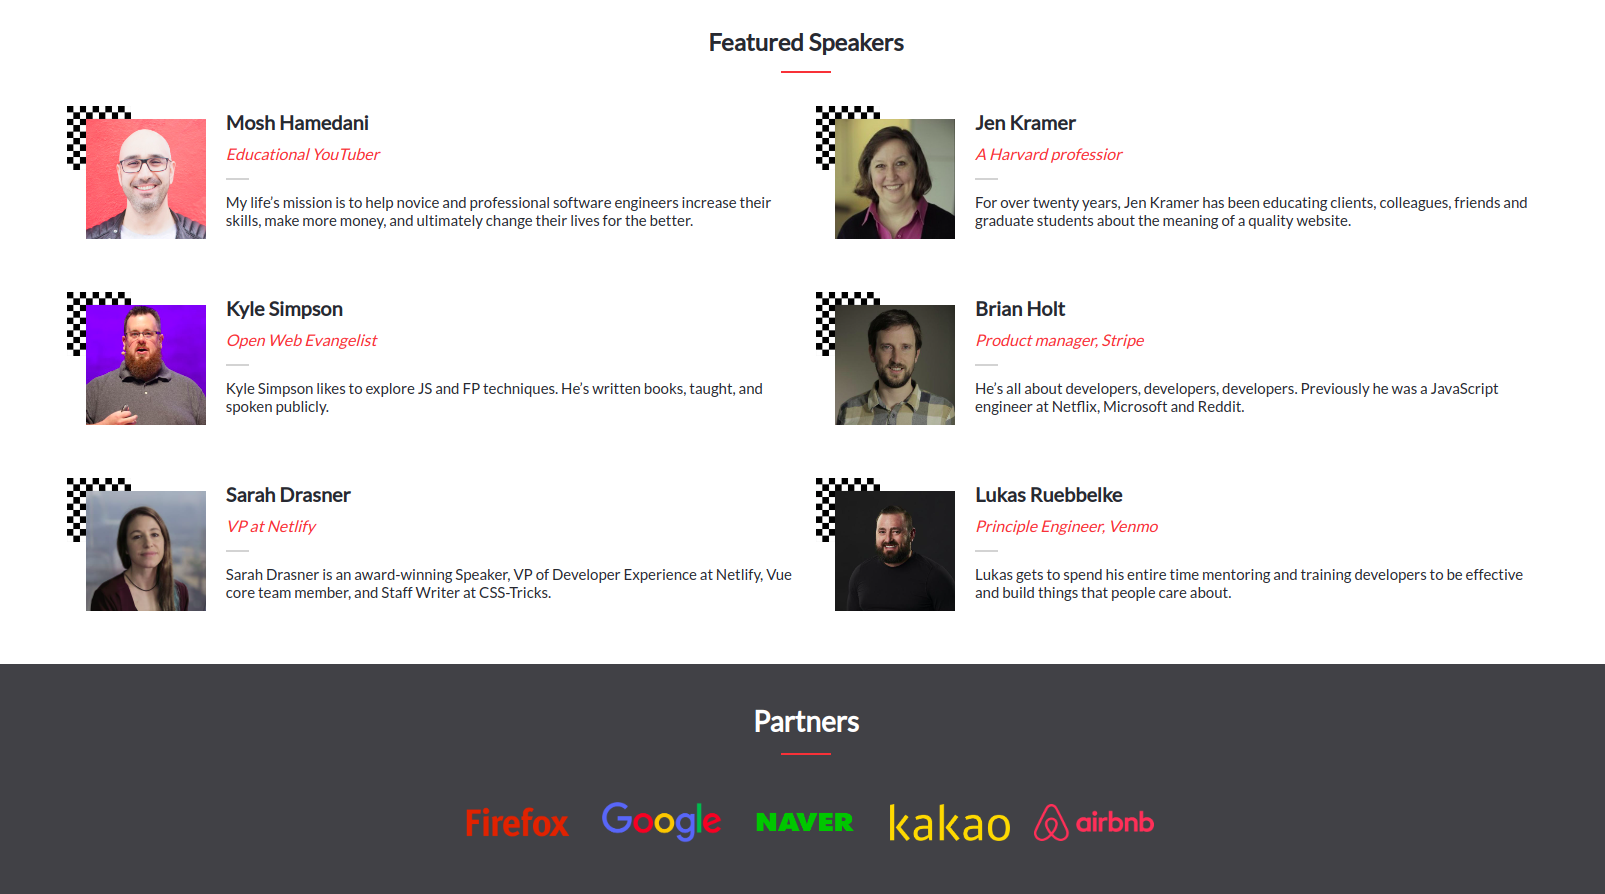 Featured Speakers
Mosh Hamedani
Educational YouTuber
My life's mission is to help novice and professional software engineers increase their
skills, make more money, and ultimately change their lives for the better.
Jen Kramer
A Harvard professior
For over twenty years, Jen Kramer has been educating clients, colleagues, friends and
graduate students about the meaning of a quality website.
Kyle Simpson
Open Web Evangelist
Kyle Simpson likes to explore JS and FP techniques. He's written books, taught, and
spoken publicly.
Brian Holt
Product manager, Stripe
He's all about developers, developers, developers. Previously he was a JavaScript
engineer at Netflix, Microsoft and Reddit.
Sarah Drasner
VP at Netlify
Sarah Drasner is an award-winning Speaker, VP of Developer Experience at Netlify, Vue
core team member, and Staff Writer at CSS-Tricks.
Lukas Ruebbelke
Principle Engineer, Venmo
Lukas gets to spend his entire time mentoring and training developers to be effective
and build things that people care about.
Partners
Firefox Google NAVER kakao airbnb